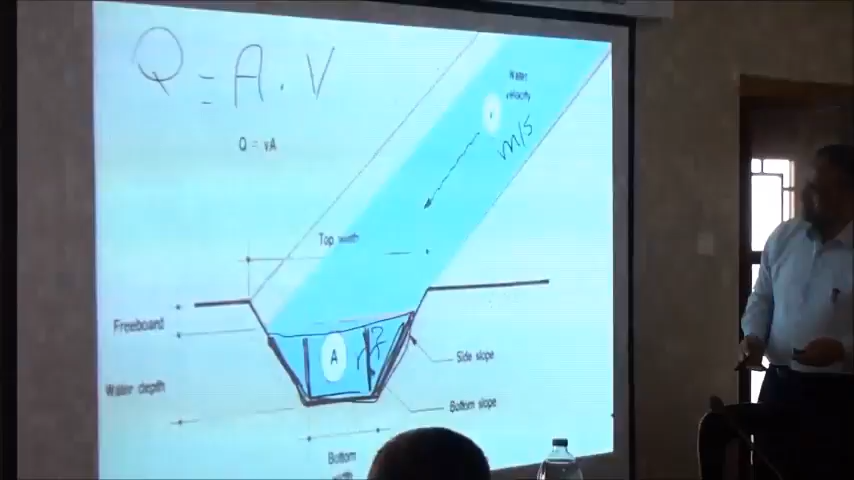 Q = A . V
Water
velocity
m/s
Q = vA
Top width
Freeboard
A
Side slope
Water depth
Bottom slope
Bottom